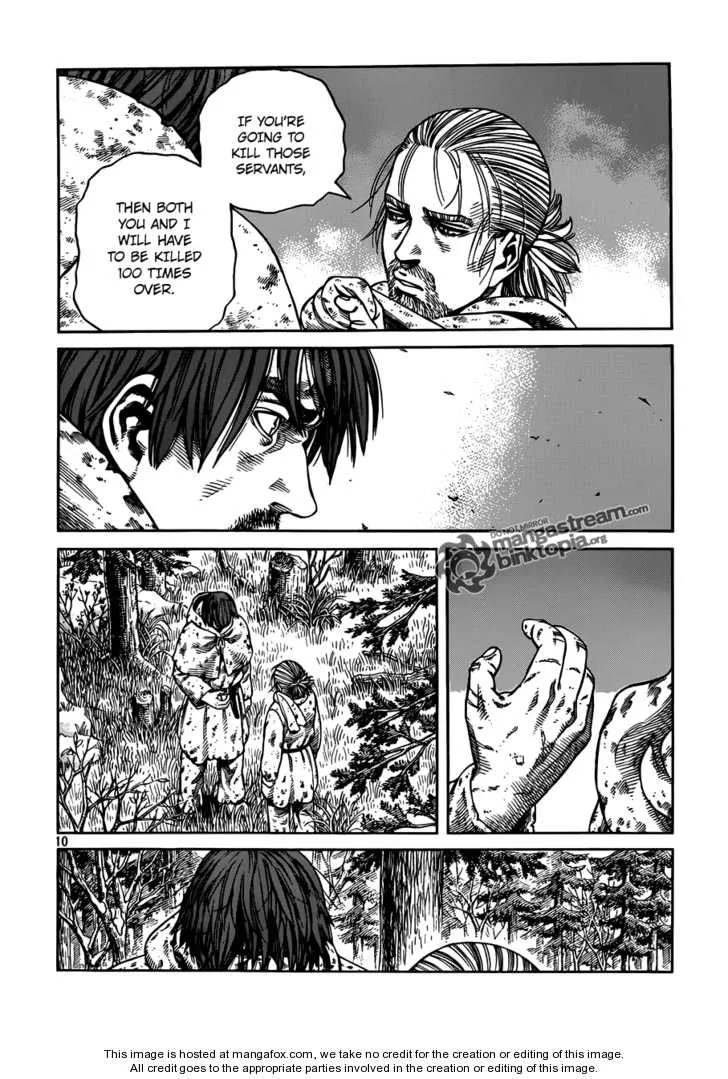 IF YOU'RE
GOING TO
KILL THOSE
SERVANTS,
THEN BOTH
YOU AND I
WILL HAVE
TO BE KILLED
100 TIMES
OVER.
DO NOT MIRROR
mangastream.com
binktopia.org
10
This image is hosted at mangafox.com, we take no credit for the creation or editing of this image.
All credit goes to the appropriate parties involved in the creation or editing of this image.